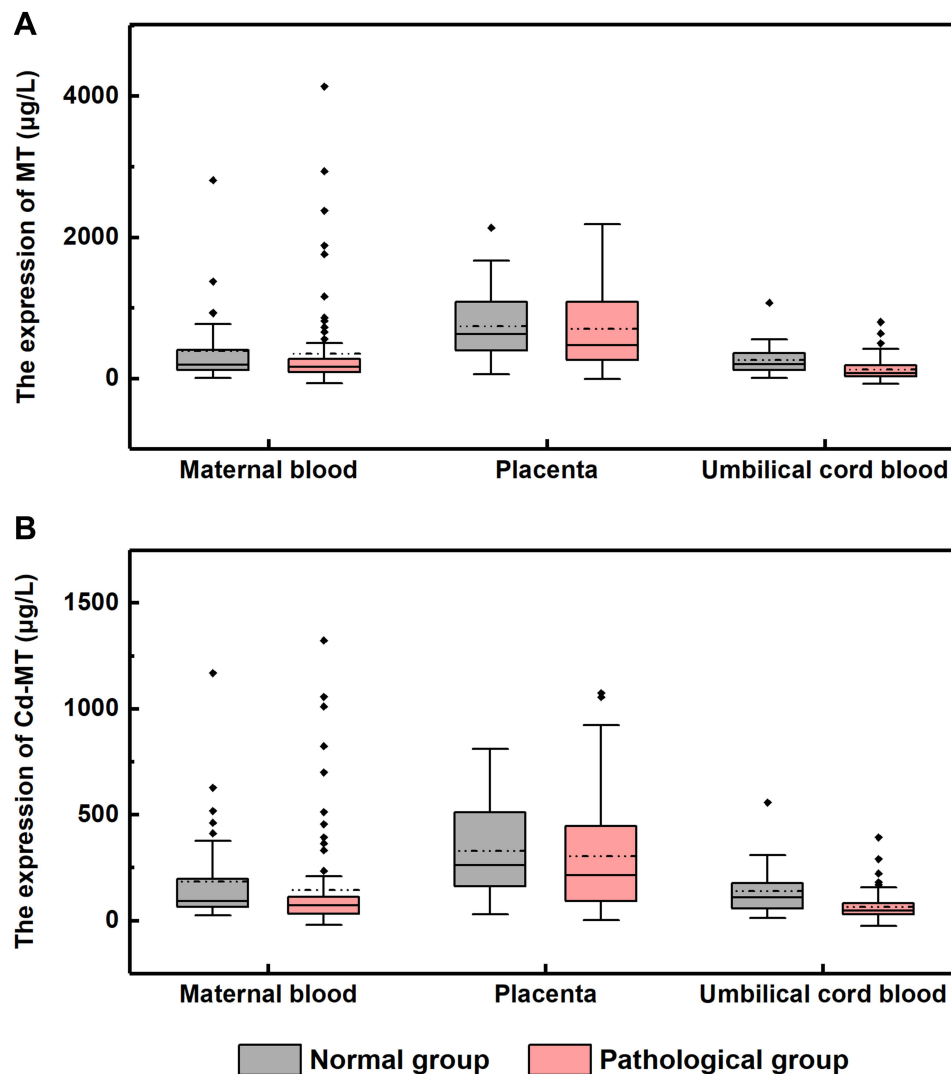 A
The expression of MT (µg/L)
4000
2000
0
Maternal blood Placenta Umbilical cord blood
B
The expression of Cd-MT (µg/L)
1500
1000
500
0
Maternal blood Placenta Umbilical cord blood
Normal group Pathological group